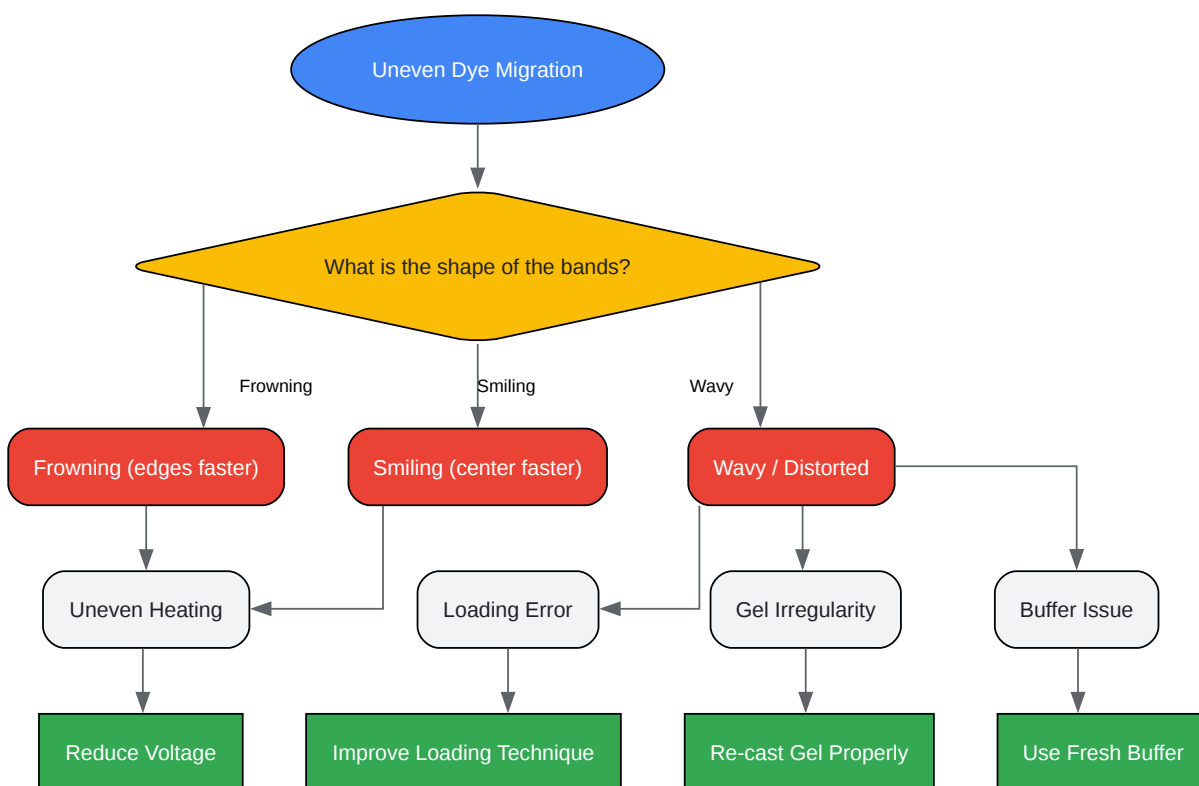 Uneven Dye Migration
What is the shape of the bands?
Frowning
Smiling
Wavy
Frowning (edges faster)
Smiling (center faster)
Wavy / Distorted
Uneven Heating
Loading Error
Gel Irregularity
Buffer Issue
Reduce Voltage
Improve Loading Technique
Re-cast Gel Properly
Use Fresh Buffer